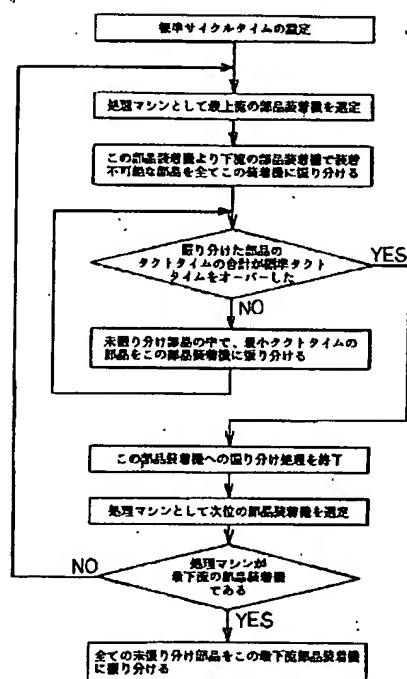 標準サイクルタイムの設定
処理マシンとして最上流の部品装着機を選定
この部品装着機より下流の部品装着機で装着
不可能な部品を全てこの装着機に振り分ける
振り分けた部品の
タクトタイムの合計が標準タクト
タイムをオーバーした
YES
NO
未振り分け部品の中で、最小タクトタイムの
部品をこの部品装着機に振り分ける
この部品装着機への振り分け処理を終了
処理マシンとして次位の部品装着機を選定
NO
処理マシンが
最下流の部品装着機
である
YES
全ての未振り分け部品をこの最下流部品装着機
に振り分ける